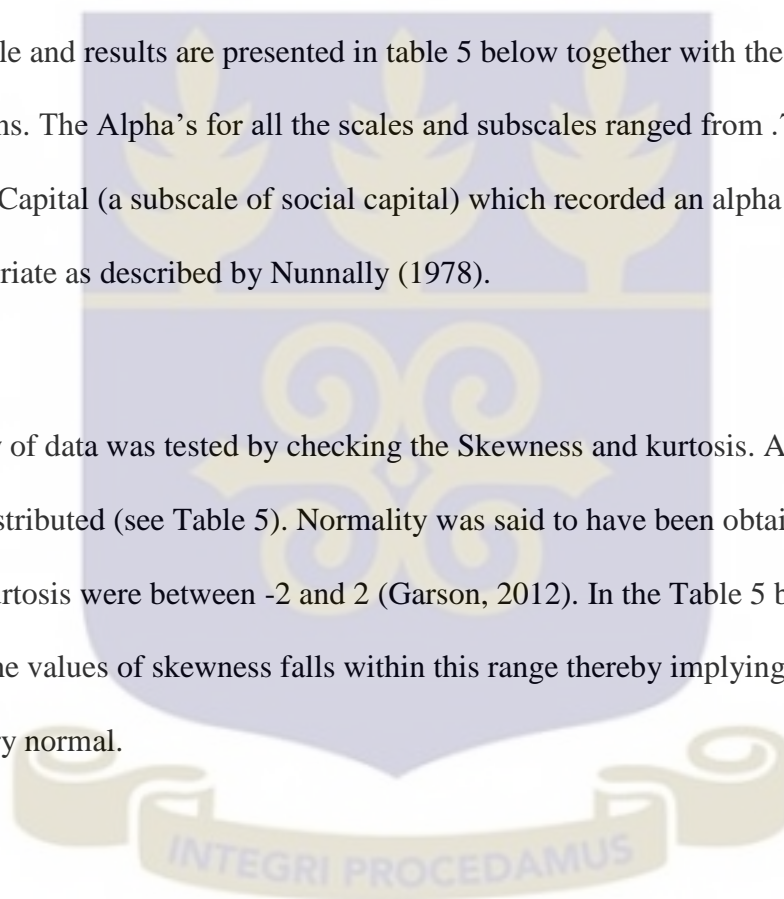 le and results are presented in table 5 below together with the
ns. The Alpha’s for all the scales and subscales ranged from .7
Capital (a subscale of social capital) which recorded an alpha
riate as described by Nunnally (1978).
y of data was tested by checking the Skewness and kurtosis. A
stributed (see Table 5). Normality was said to have been obtai
urtosis were between -2 and 2 (Garson, 2012). In the Table 5 b
he values of skewness falls within this range thereby implying
ry normal.
INTEGRI PROCEDAMUS